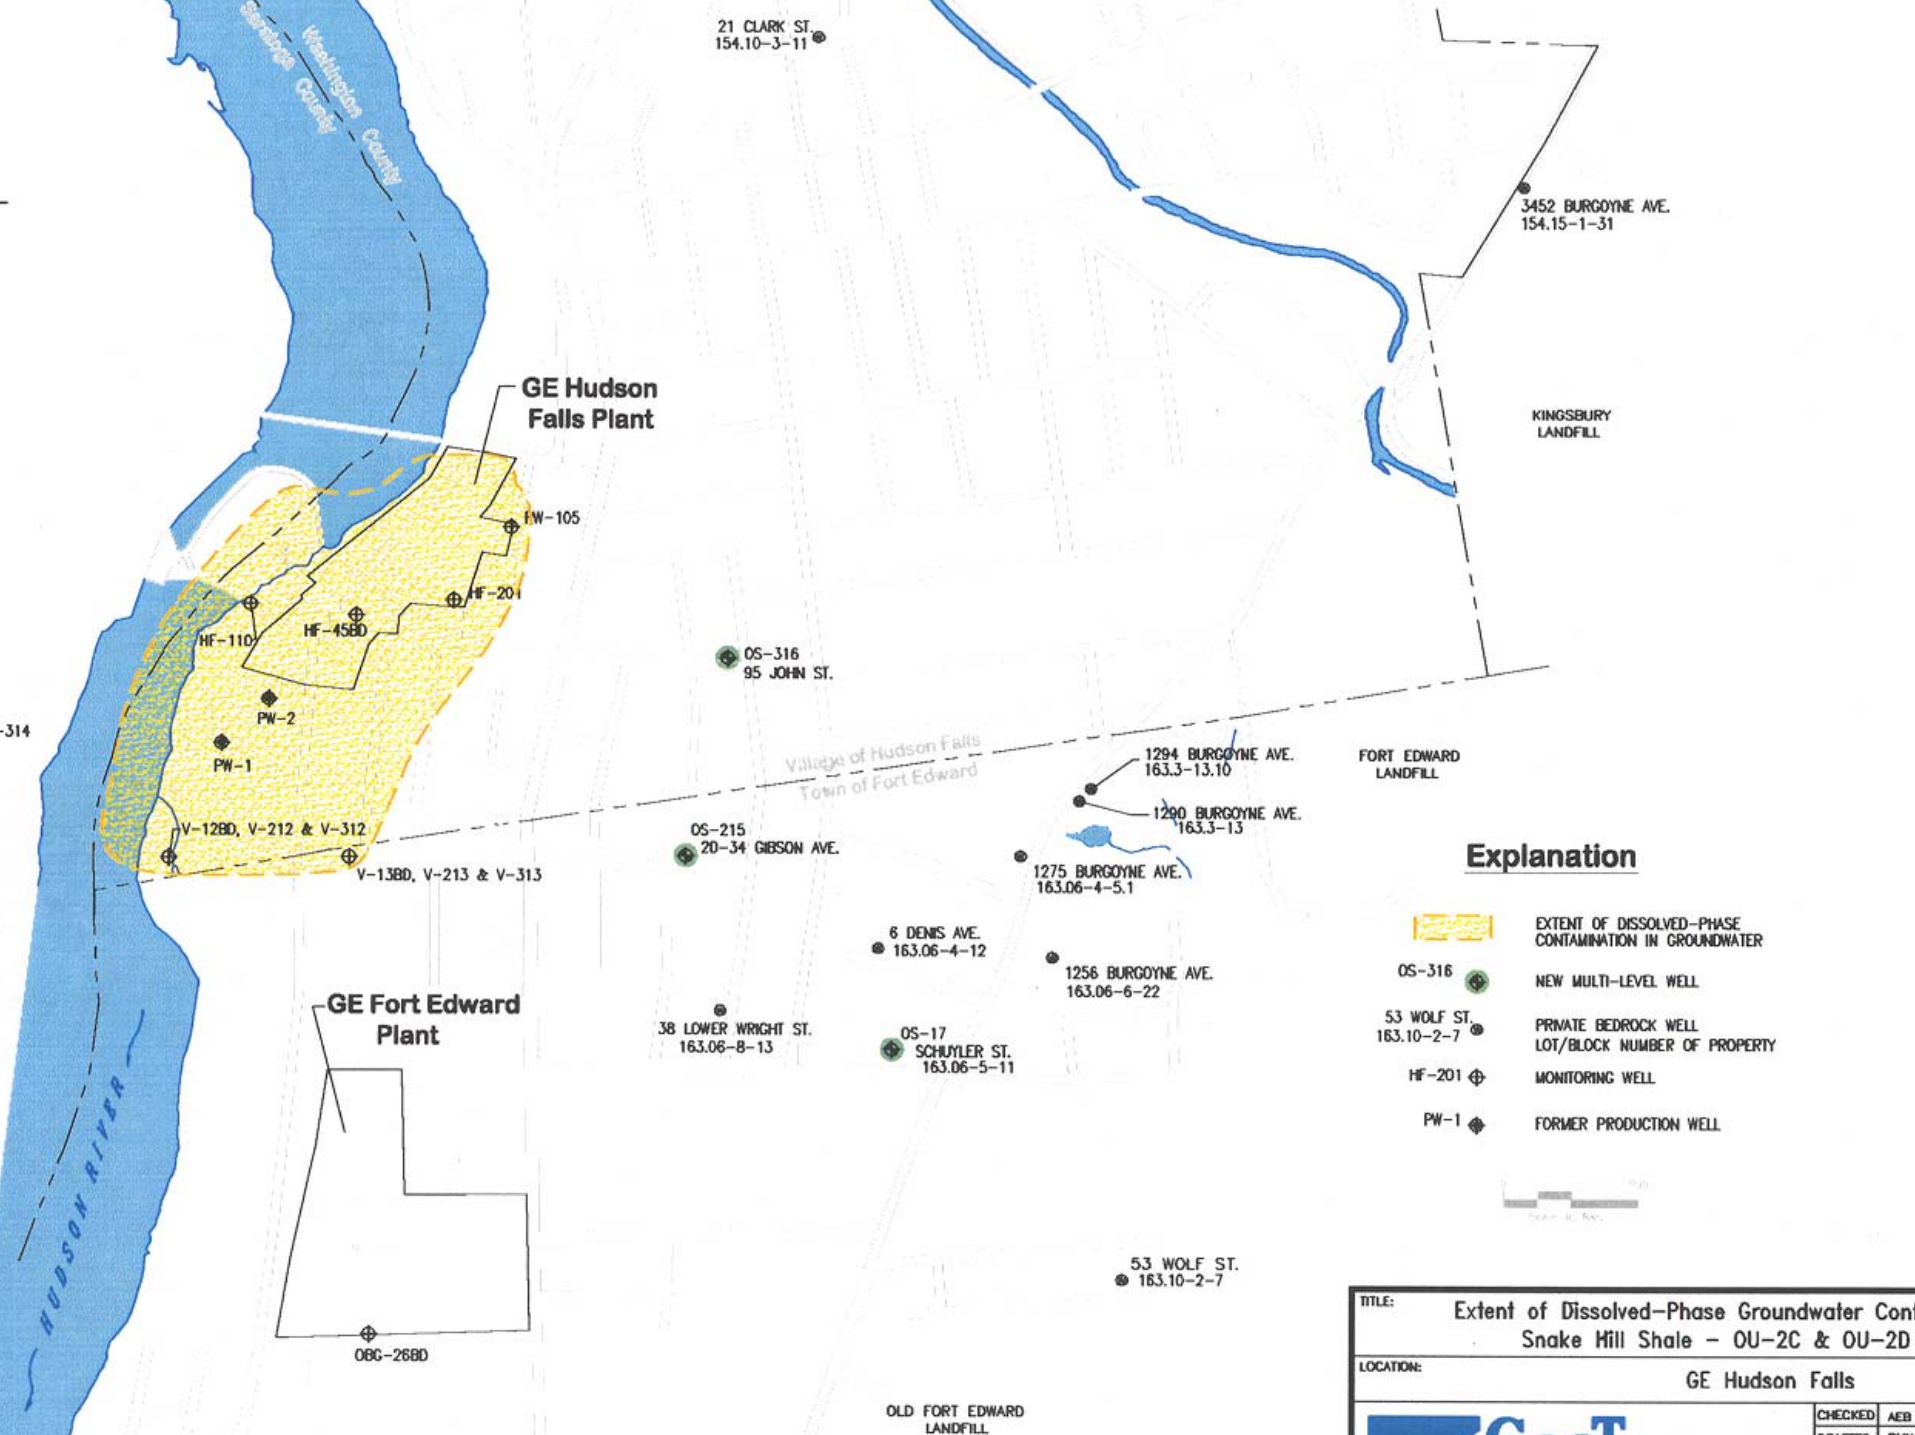 21 CLARK ST.
154.10-3-11
Washington County
Saratoga County
3452 BURGOYNE AVE.
154.15-1-31
GE Hudson
Falls Plant
KINGSBURY
LANDFILL
PW-105
HF-201
HF-110
HF-45BD
OS-316
95 JOHN ST.
PW-2
PW-1
-314
Village of Hudson Falls
Town of Fort Edward
1294 BURGOYNE AVE.
163.3-13.10
FORT EDWARD
LANDFILL
1290 BURGOYNE AVE.
163.3-13
V-12BD, V-212 & V-312
OS-215
20-34 GIBSON AVE.
V-13BD, V-213 & V-313
1275 BURGOYNE AVE.
163.06-4-5.1
6 DENIS AVE.
163.06-4-12
1256 BURGOYNE AVE.
163.06-6-22
GE Fort Edward
Plant
38 LOWER WRIGHT ST.
163.06-8-13
OS-17
SCHUYLER ST.
163.06-5-11
HUDSON RIVER
53 WOLF ST.
163.10-2-7
OBG-26BD
OLD FORT EDWARD
LANDFILL
Explanation
EXTENT OF DISSOLVED-PHASE
CONTAMINATION IN GROUNDWATER
OS-316
NEW MULTI-LEVEL WELL
53 WOLF ST.
163.10-2-7
PRIVATE BEDROCK WELL
LOT/BLOCK NUMBER OF PROPERTY
HF-201
MONITORING WELL
PW-1
FORMER PRODUCTION WELL
TITLE:
Extent of Dissolved-Phase Groundwater Cont
Snake Hill Shale - OU-2C & OU-2D
LOCATION:
GE Hudson Falls
CHECKED AEB